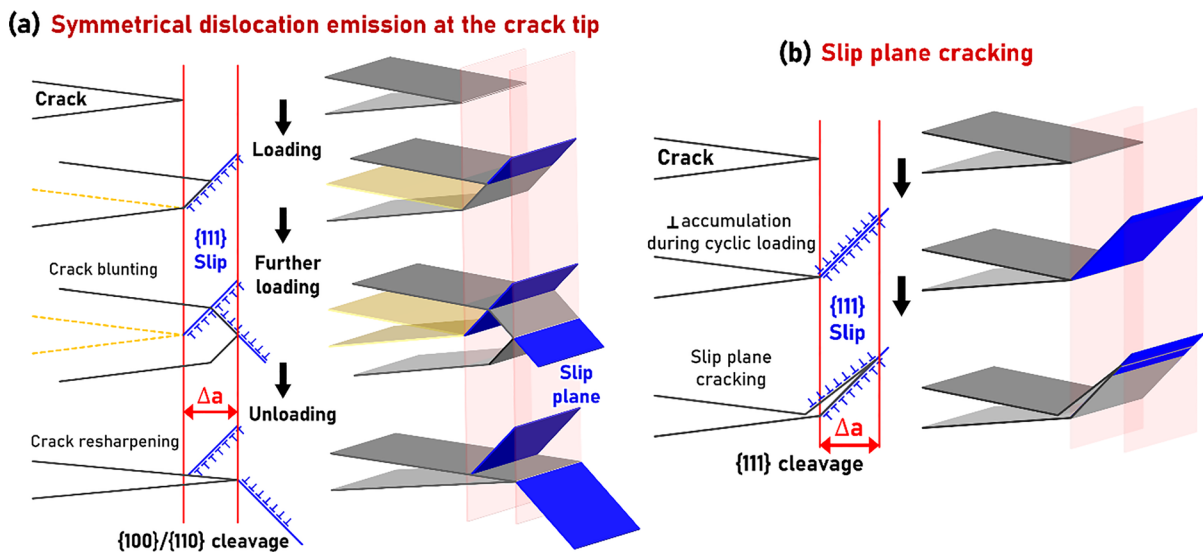 (a) Symmetrical dislocation emission at the crack tip
Crack
Loading
{111}
Slip
Crack blunting
Further
loading
Δa
Unloading
Slip
plane
Crack resharpening
{100}/{110} cleavage
(b) Slip plane cracking
Crack
⊥ accumulation
during cyclic loading
{111}
Slip
Slip plane
cracking
Δa
{111} cleavage